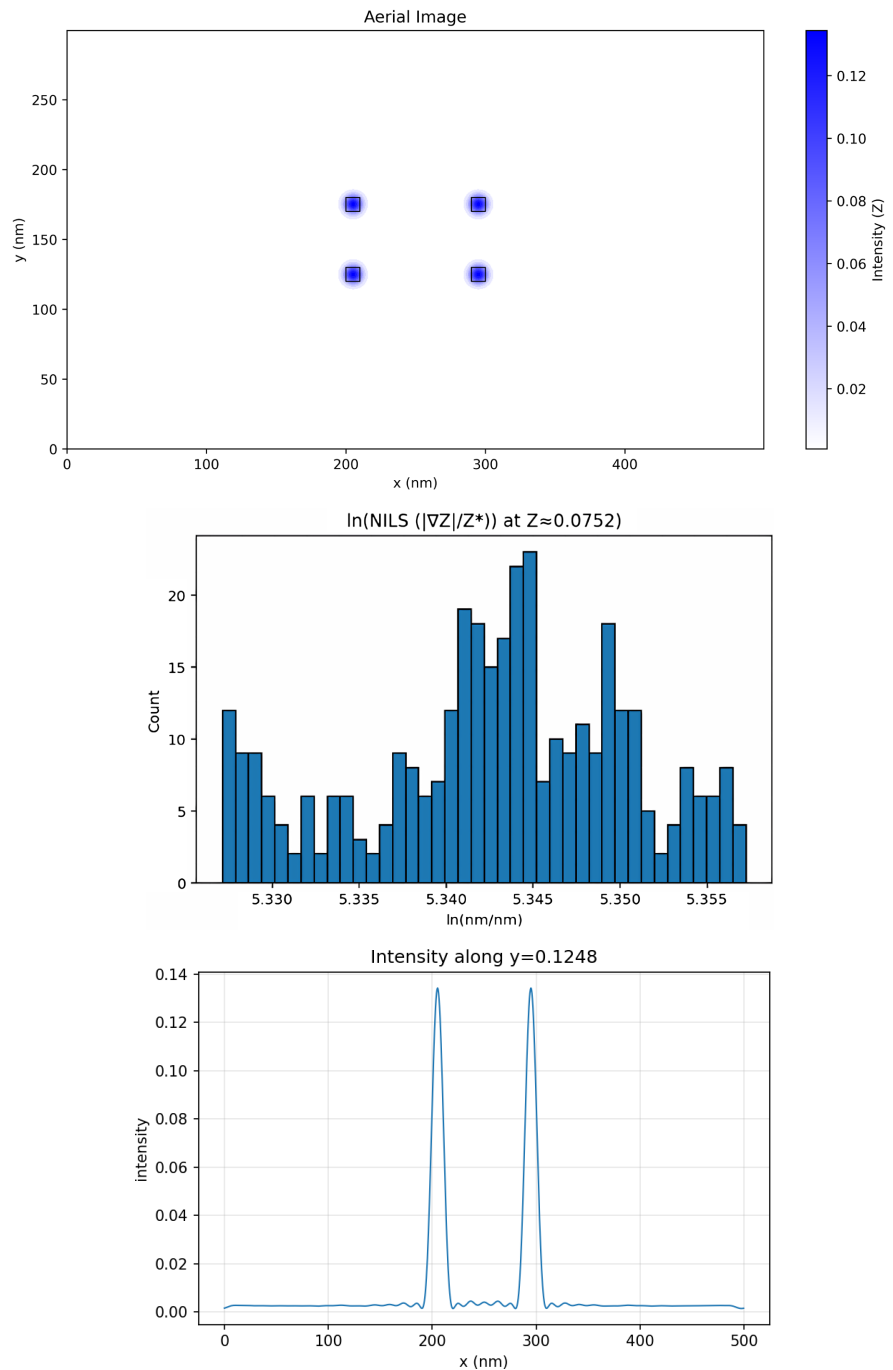 Aerial Image
250
200
150
100
50
0
y (nm)
0 100 200 300 400
x (nm)
0.12
0.10
0.08
0.06
0.04
0.02
Intensity (Z)
ln(NILS (|∇Z|/Z*)) at Z≈0.0752)
20
15
10
5
0
Count
5.330 5.335 5.340 5.345 5.350 5.355
ln(nm/nm)
Intensity along y=0.1248
0.14
0.12
0.10
0.08
0.06
0.04
0.02
0.00
intensity
0 100 200 300 400 500
x (nm)